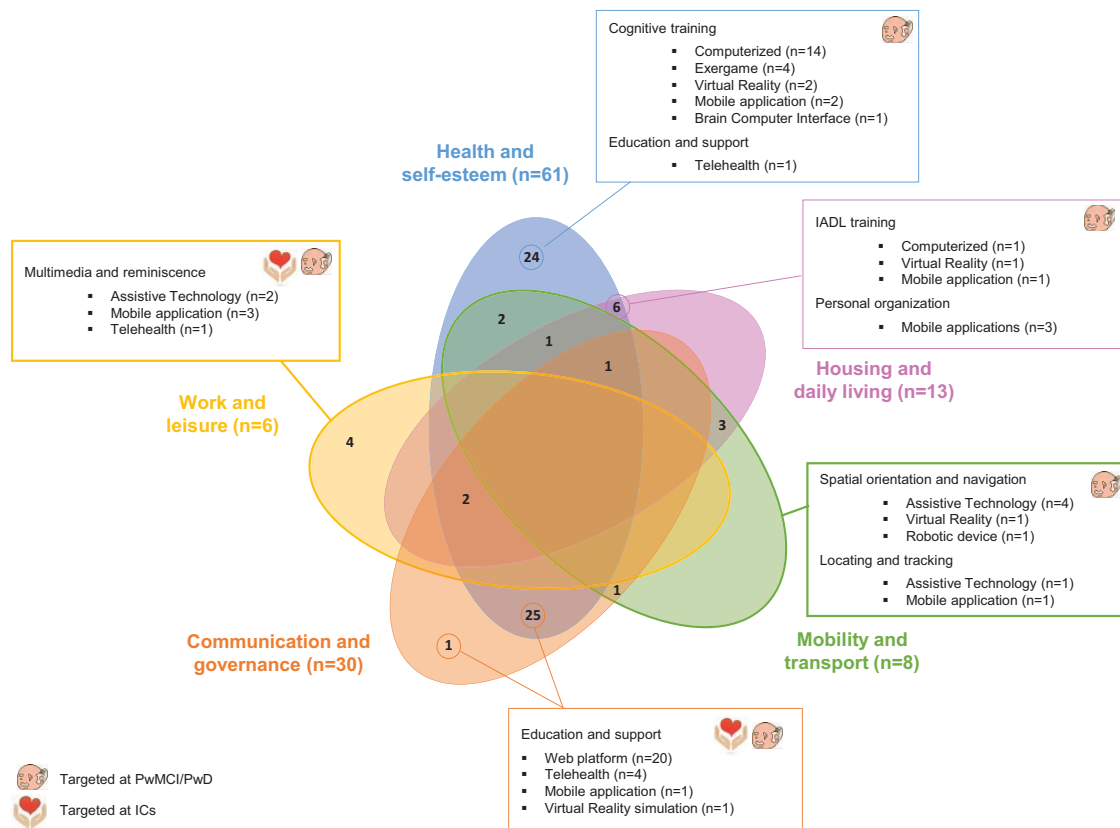 Cognitive training
▪ Computerized (n=14)
▪ Exergame (n=4)
▪ Virtual Reality (n=2)
▪ Mobile application (n=2)
▪ Brain Computer Interface (n=1)
Education and support
▪ Telehealth (n=1)
Health and
self-esteem (n=61)
IADL training
▪ Computerized (n=1)
▪ Virtual Reality (n=1)
▪ Mobile application (n=1)
Personal organization
▪ Mobile applications (n=3)
Housing and
daily living (n=13)
Multimedia and reminiscence
▪ Assistive Technology (n=2)
▪ Mobile application (n=3)
▪ Telehealth (n=1)
Work and
leisure (n=6)
24
6
2
1
1
3
4
2
1
25
1
Spatial orientation and navigation
▪ Assistive Technology (n=4)
▪ Virtual Reality (n=1)
▪ Robotic device (n=1)
Locating and tracking
▪ Assistive Technology (n=1)
▪ Mobile application (n=1)
Mobility and
transport (n=8)
Communication and
governance (n=30)
Education and support
▪ Web platform (n=20)
▪ Telehealth (n=4)
▪ Mobile application (n=1)
▪ Virtual Reality simulation (n=1)
Targeted at PwMCI/PwD
Targeted at ICs